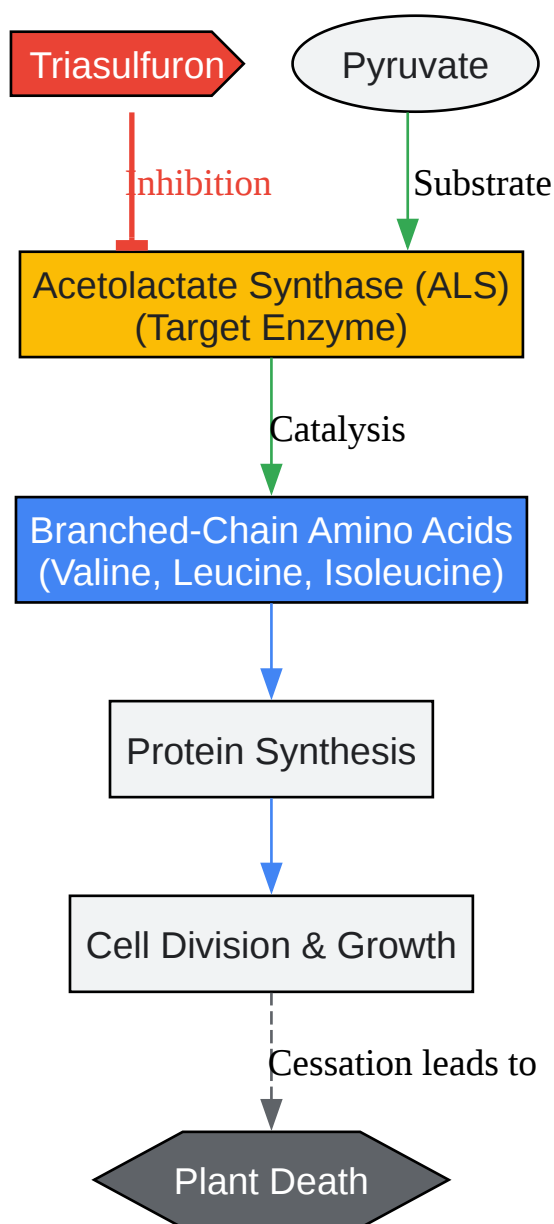 Triasulfuron
Pyruvate
Inhibition
Substrate
Acetolactate Synthase (ALS)
(Target Enzyme)
Catalysis
Branched-Chain Amino Acids
(Valine, Leucine, Isoleucine)
Protein Synthesis
Cell Division & Growth
Cessation leads to
Plant Death